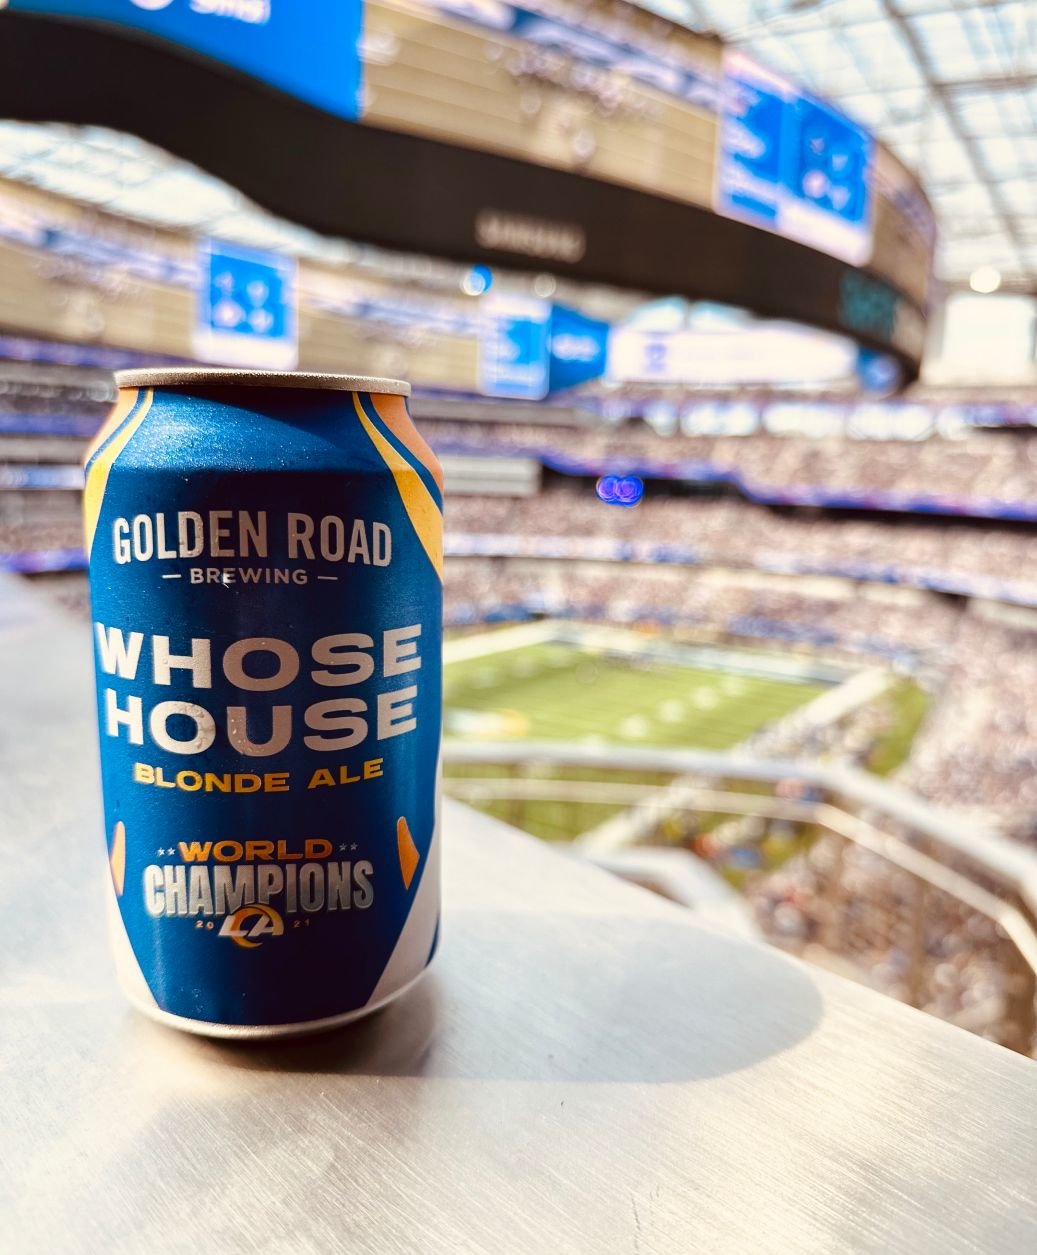 GOLDEN ROAD
— BREWING —
WHOSE
HOUSE
BLONDE ALE
WORLD
CHAMPIONS
20 LA 21